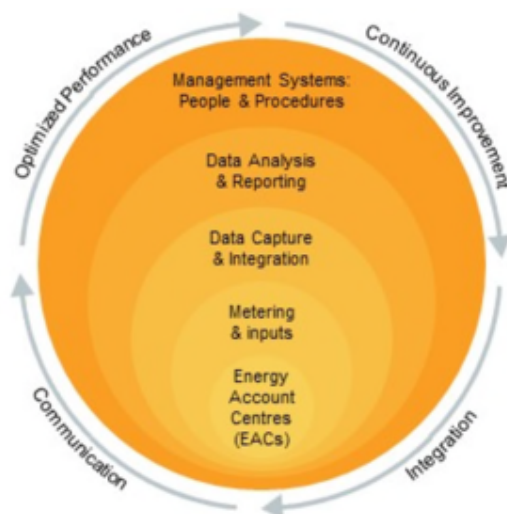 Optimized Performance
Continuous Improvement
Management Systems:
People & Procedures
Data Analysis
& Reporting
Data Capture
& Integration
Metering
& inputs
Energy
Account
Centres
(EACs)
Communication
Integration